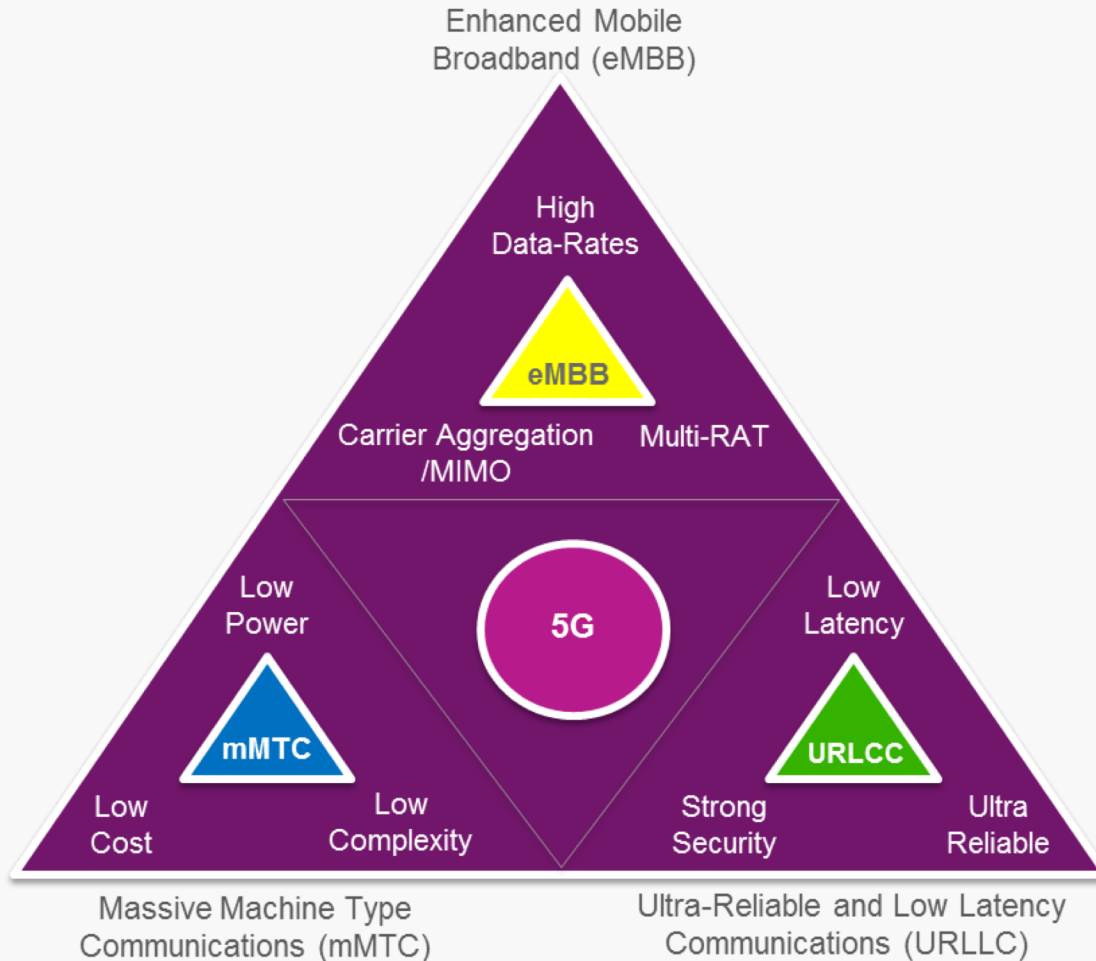 Enhanced Mobile
Broadband (eMBB)
High
Data-Rates
eMBB
Carrier Aggregation
/MIMO
Multi-RAT
5G
Low
Power
mMTC
Low
Cost
Low
Complexity
Low
Latency
URLCC
Strong
Security
Ultra
Reliable
Massive Machine Type
Communications (mMTC)
Ultra-Reliable and Low Latency
Communications (URLLC)